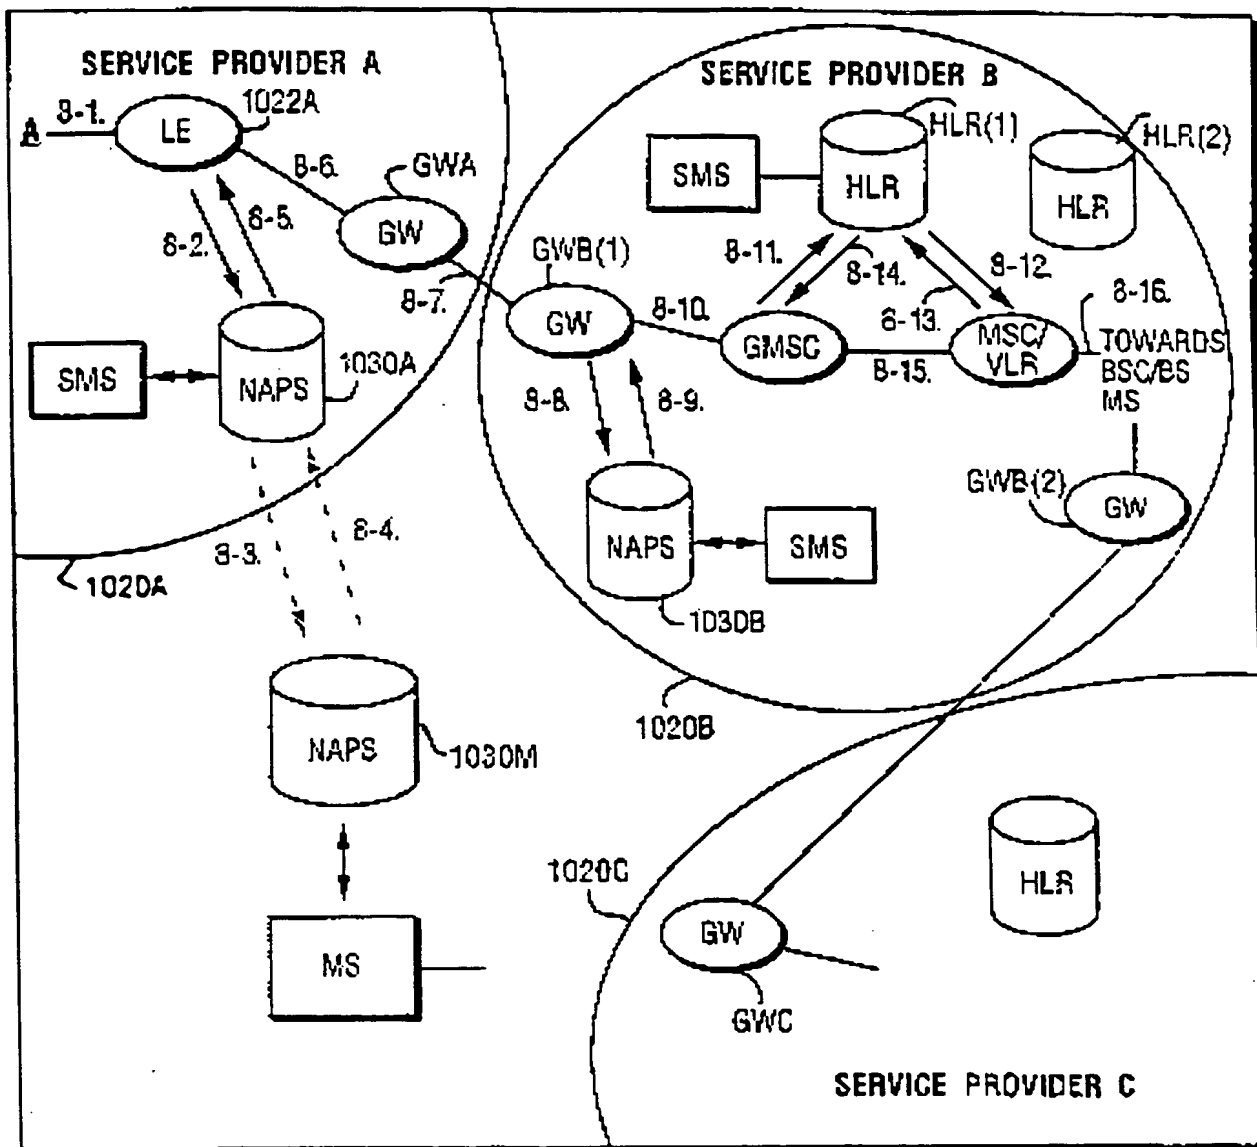 SERVICE PROVIDER A
8-1.
1022A
A
LE
8-6.
GWA
8-5.
8-2.
GW
8-7.
SMS
NAPS
1030A
8-3.
8-4.
1020A
NAPS
1030M
MS
SERVICE PROVIDER B
HLR(1)
HLR(2)
SMS
HLR
HLR
8-11.
8-14.
8-12.
GWB(1)
8-13.
8-16.
GW
8-10.
GMSC
MSC/
VLR
TOWARDS
BSC/BS
MS
8-15.
8-8.
8-9.
GWB(2)
GW
NAPS
SMS
1030B
1020B
1020C
HLR
GW
GWC
SERVICE PROVIDER C